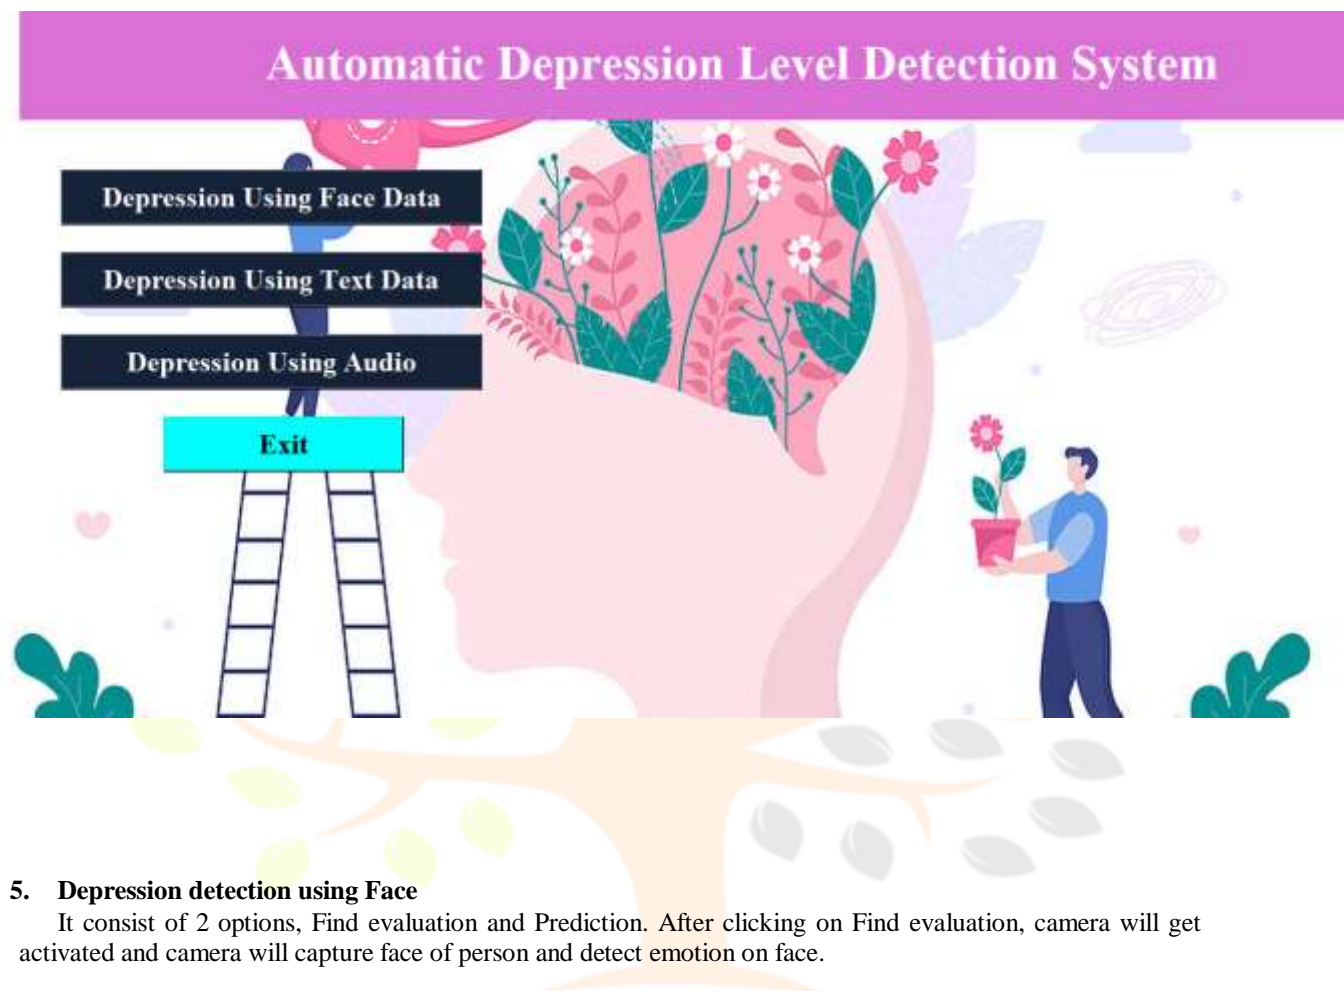 Automatic Depression Level Detection System
Depression Using Face Data
Depression Using Text Data
Depression Using Audio
Exit
5. Depression detection using Face
It consist of 2 options, Find evaluation and Prediction. After clicking on Find evaluation, camera will get
activated and camera will capture face of person and detect emotion on face.